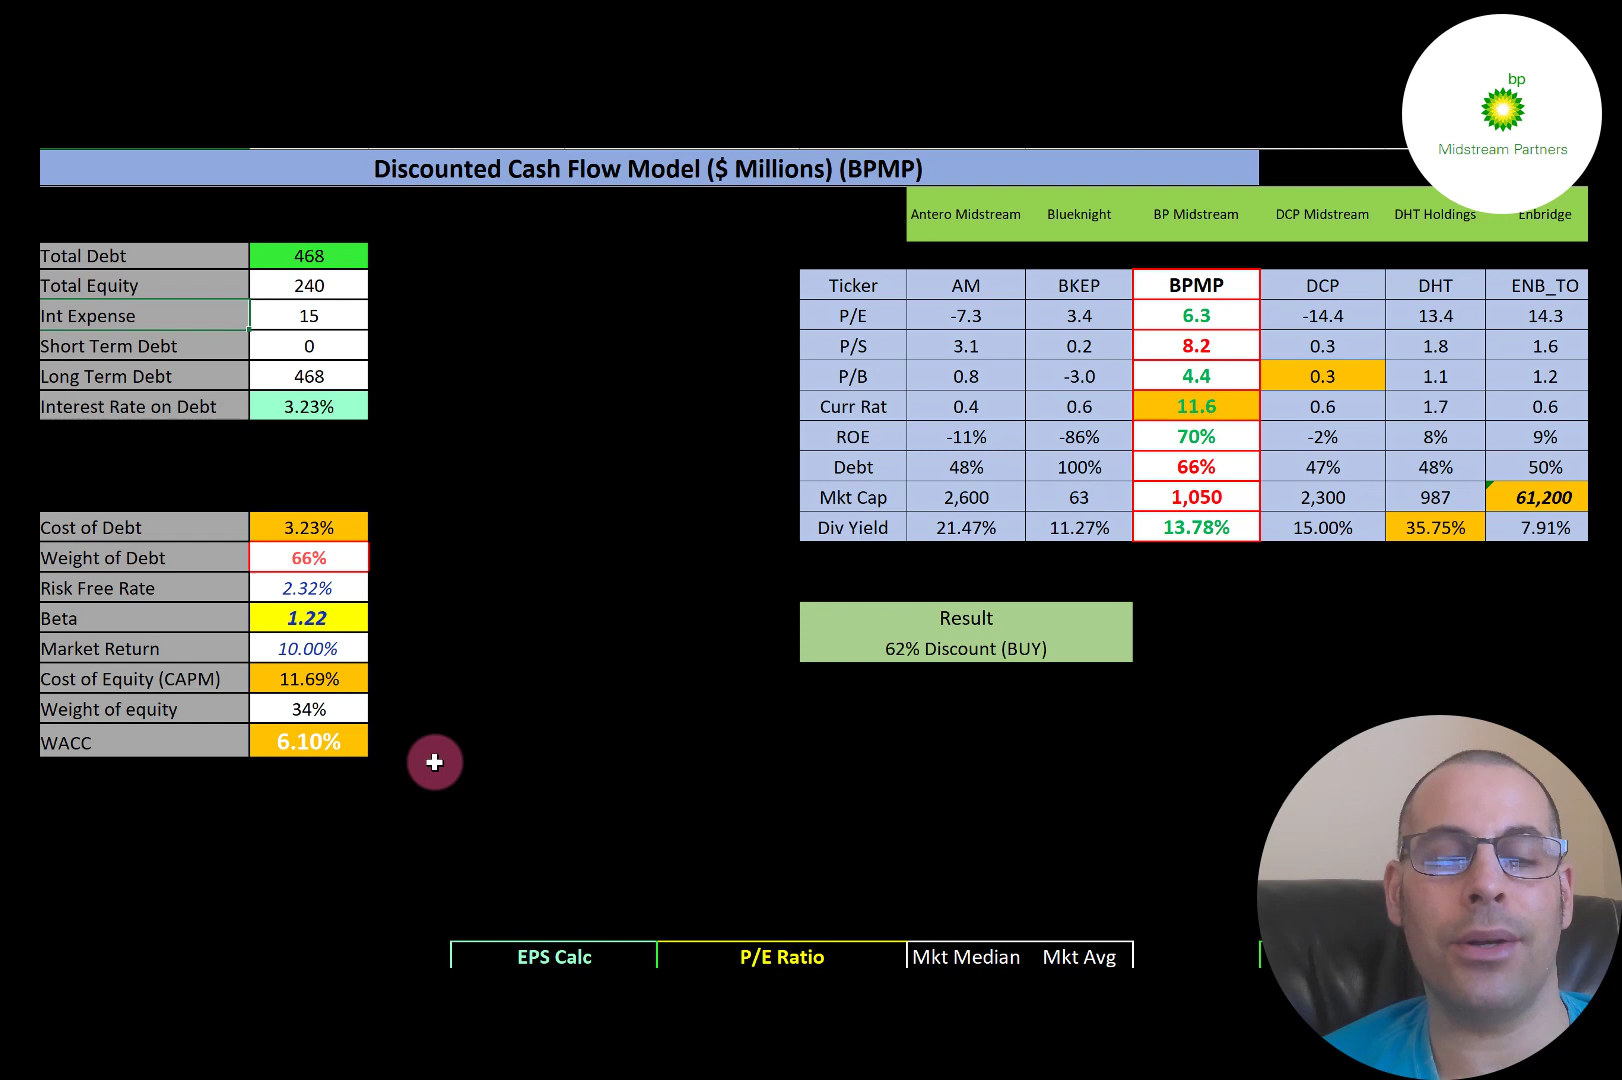 bp
Midstream Partners
Discounted Cash Flow Model ($ Millions) (BPMP)
Antero Midstream Blueknight BP Midstream DCP Midstream DHT Holdings Enbridge
Total Debt 468
Total Equity 240
Int Expense 15
Short Term Debt 0
Long Term Debt 468
Interest Rate on Debt 3.23%
Ticker AM BKEP BPMP DCP DHT ENB_TO
P/E -7.3 3.4 6.3 -14.4 13.4 14.3
P/S 3.1 0.2 8.2 0.3 1.8 1.6
P/B 0.8 -3.0 4.4 0.3 1.1 1.2
Curr Rat 0.4 0.6 11.6 0.6 1.7 0.6
ROE -11% -86% 70% -2% 8% 9%
Debt 48% 100% 66% 47% 48% 50%
Mkt Cap 2,600 63 1,050 2,300 987 61,200
Div Yield 21.47% 11.27% 13.78% 15.00% 35.75% 7.91%
Cost of Debt 3.23%
Weight of Debt 66%
Risk Free Rate 2.32%
Beta 1.22
Market Return 10.00%
Cost of Equity (CAPM) 11.69%
Weight of equity 34%
WACC 6.10%
Result
62% Discount (BUY)
EPS Calc P/E Ratio Mkt Median Mkt Avg